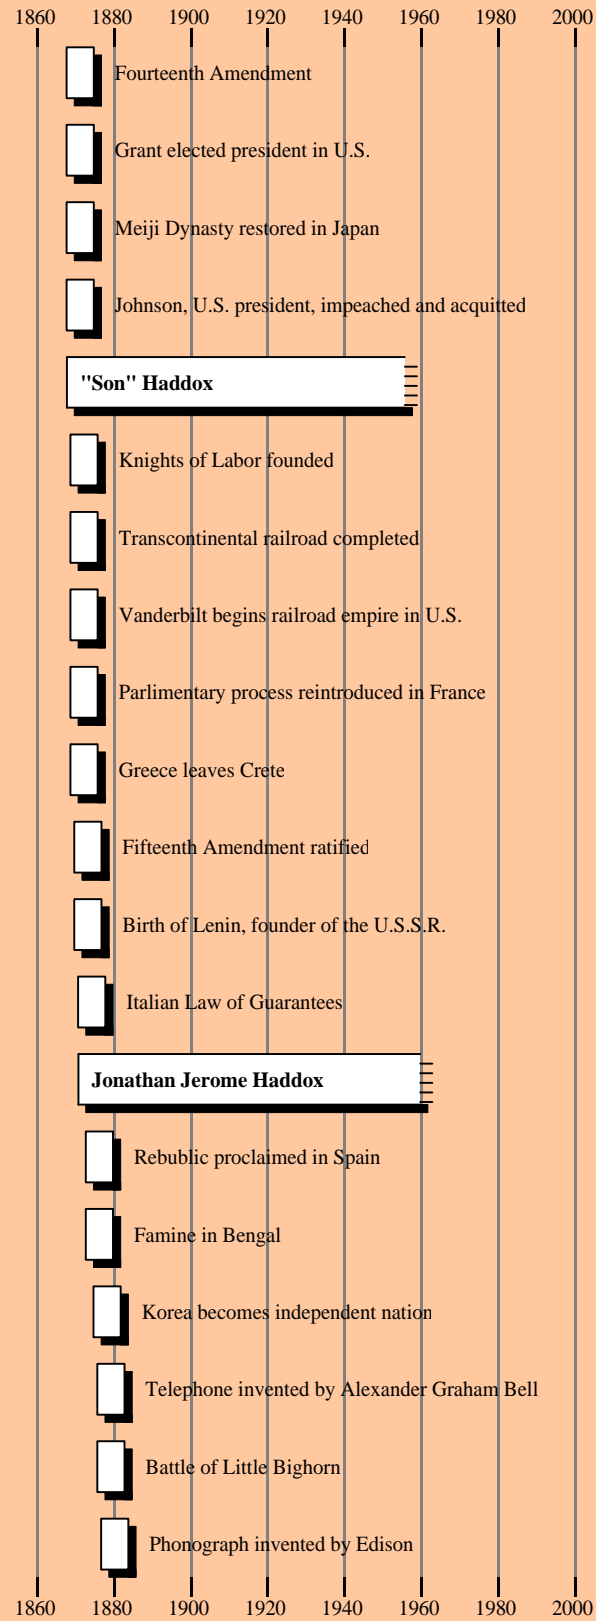 1860 1880 1900 1920 1940 1960 1980 2000
Fourteenth Amendment
Grant elected president in U.S.
Meiji Dynasty restored in Japan
Johnson, U.S. president, impeached and acquitted
"Son" Haddox
Knights of Labor founded
Transcontinental railroad completed
Vanderbilt begins railroad empire in U.S.
Parlimentary process reintroduced in France
Greece leaves Crete
Fifteenth Amendment ratified
Birth of Lenin, founder of the U.S.S.R.
Italian Law of Guarantees
Jonathan Jerome Haddox
Rebublic proclaimed in Spain
Famine in Bengal
Korea becomes independent nation
Telephone invented by Alexander Graham Bell
Battle of Little Bighorn
Phonograph invented by Edison
1860 1880 1900 1920 1940 1960 1980 2000